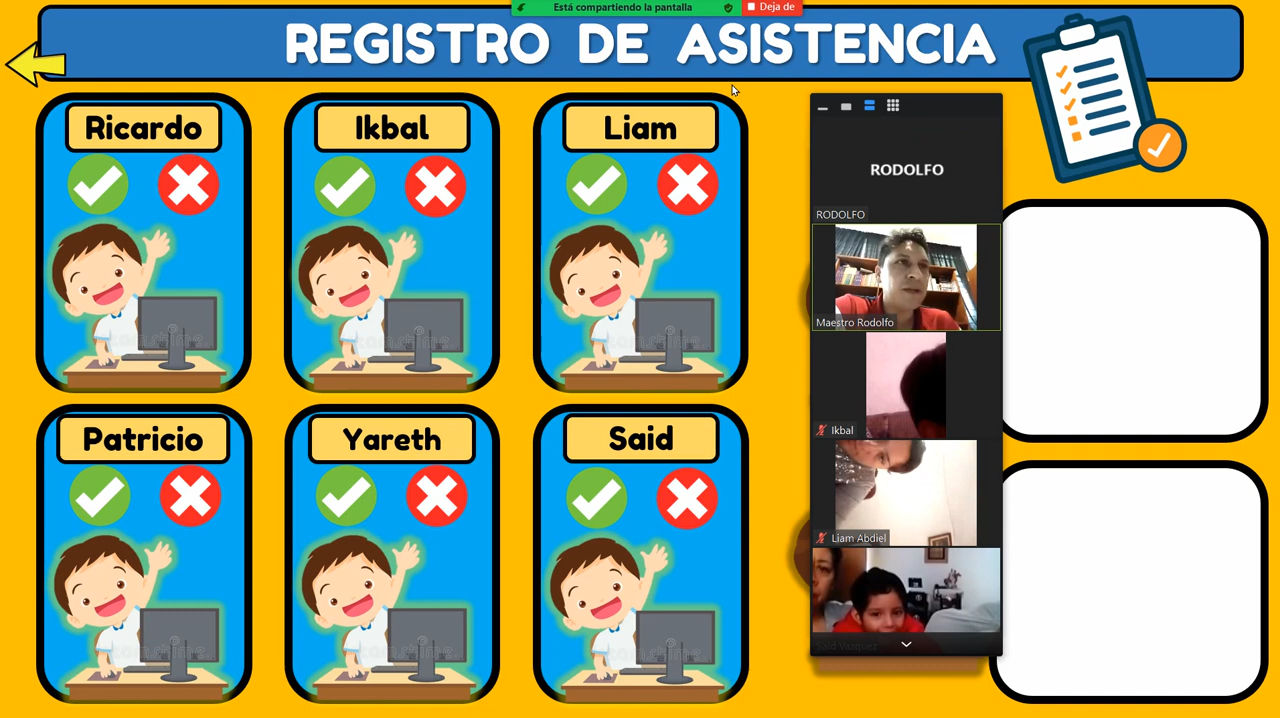 Está compartiendo la pantalla
Deja de
REGISTRO DE ASISTENCIA
Ricardo
Ikbal
Liam
Patricio
Yareth
Said
RODOLFO
RODOLFO
Maestro Rodolfo
Ikbal
Liam Abdiel